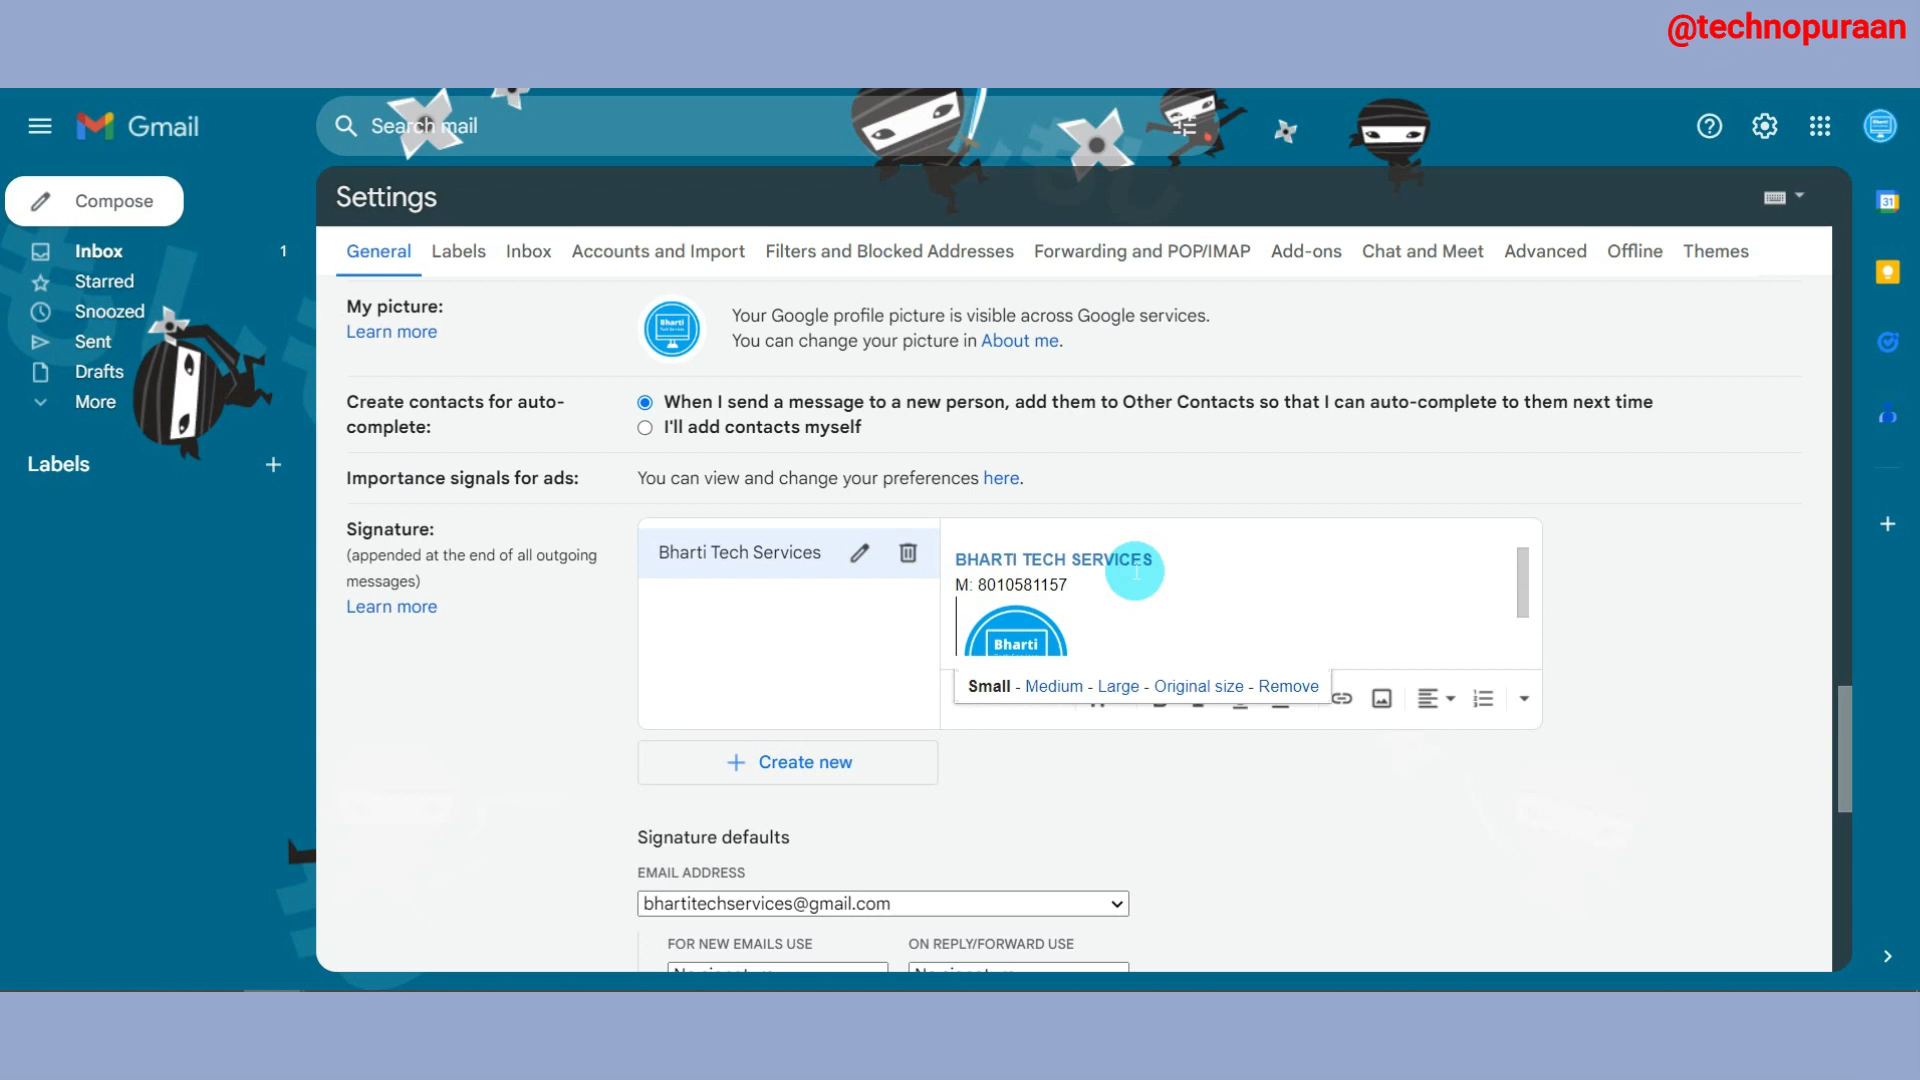 @technopuraan
Gmail
Search mail
Compose
Inbox 1
Starred
Snoozed
Sent
Drafts
More
Labels
Settings
General Labels Inbox Accounts and Import Filters and Blocked Addresses Forwarding and POP/IMAP Add-ons Chat and Meet Advanced Offline Themes
My picture:
Learn more
Bharti
Your Google profile picture is visible across Google services.
You can change your picture in About me.
Create contacts for auto-
complete:
When I send a message to a new person, add them to Other Contacts so that I can auto-complete to them next time
I'll add contacts myself
Importance signals for ads:
You can view and change your preferences here.
Signature:
(appended at the end of all outgoing
messages)
Learn more
Bharti Tech Services
BHARTI TECH SERVICES
M: 8010581157
Bharti
Small - Medium - Large - Original size - Remove
Create new
Signature defaults
EMAIL ADDRESS
bhartitechservices@gmail.com
FOR NEW EMAILS USE
ON REPLY/FORWARD USE
31